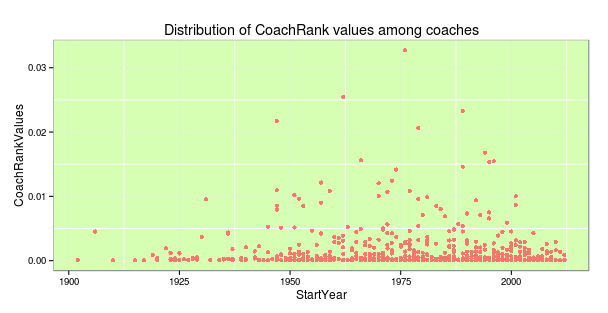 Distribution of CoachRank values among coaches
CoachRankValues
0.03
0.02
0.01
0.00
1900 1925 1950 1975 2000
StartYear